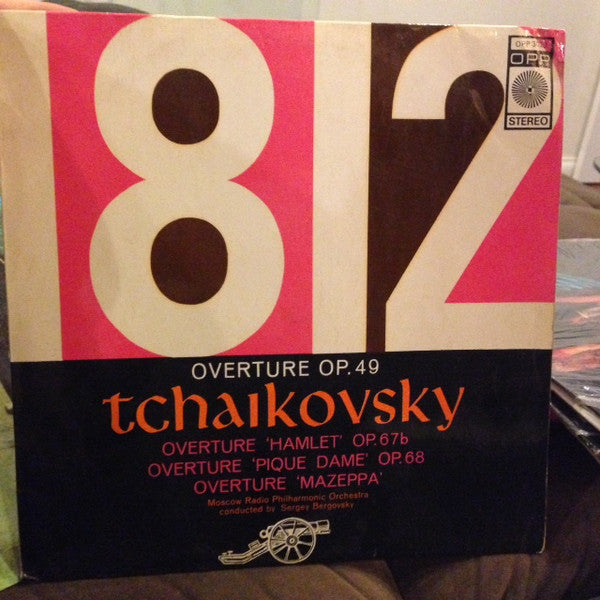 1812
OPUS
STEREO
OVERTURE OP.49
tchaikovsky
OVERTURE 'HAMLET' OP.67b
OVERTURE 'PIQUE DAME' OP.68
OVERTURE 'MAZEPPA'
Moscow Radio Philharmonic Orchestra
conducted by Sergey Bergovsky